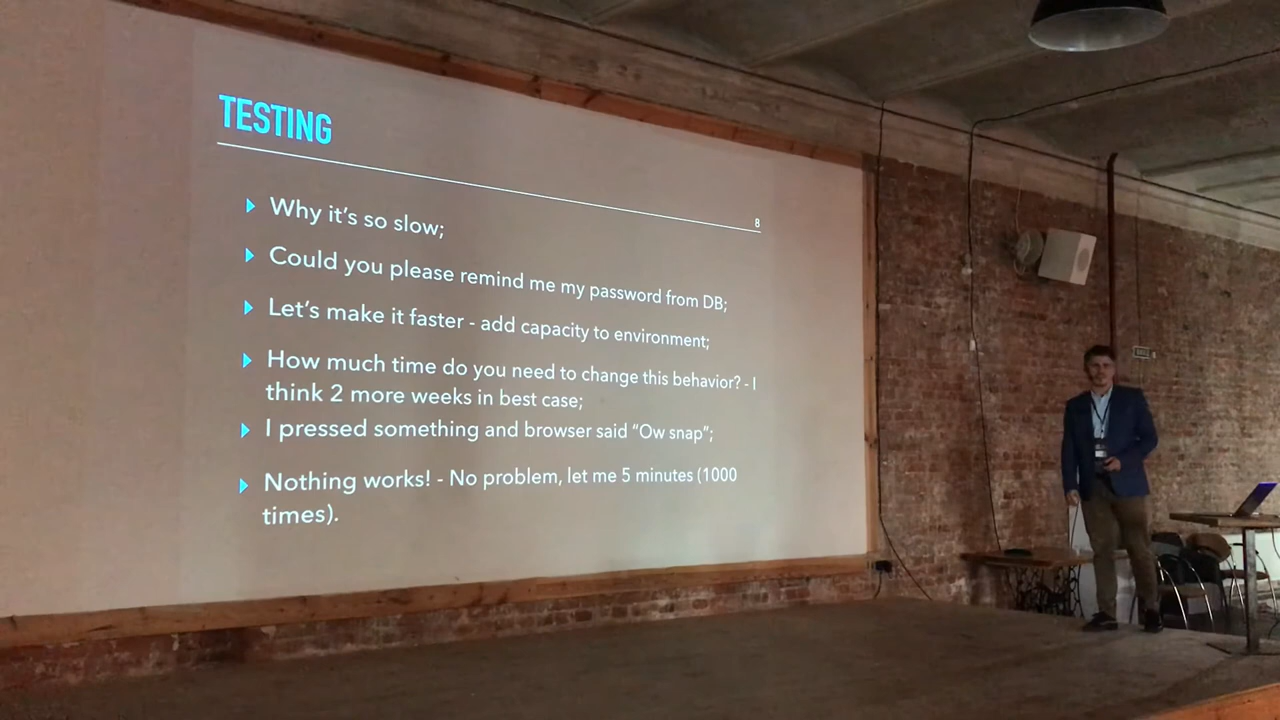 TESTING
8
Why it's so slow;
Could you please remind me my password from DB;
Let's make it faster - add capacity to environment;
How much time do you need to change this behavior? - I
think 2 more weeks in best case;
I pressed something and browser said “Ow snap”;
Nothing works! - No problem, let me 5 minutes (1000
times).